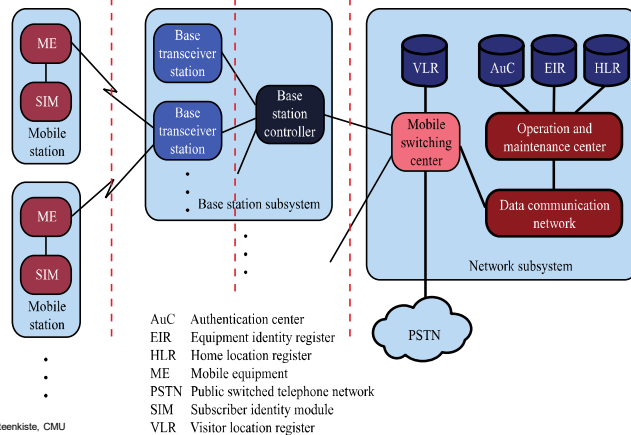 ME
SIM
Mobile
station
ME
SIM
Mobile
station
Base
transceiver
station
Base
transceiver
station
Base
station
controller
Base station subsystem
VLR
AuC
EIR
HLR
Mobile
switching
center
Operation and
maintenance center
Data communication
network
Network subsystem
PSTN
AuC Authentication center
EIR Equipment identity register
HLR Home location register
ME Mobile equipment
PSTN Public switched telephone network
SIM Subscriber identity module
VLR Visitor location register
teenkiste, CMU